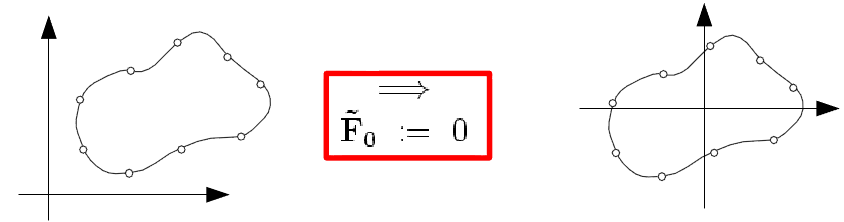 ⟹
F̃₀ := 0